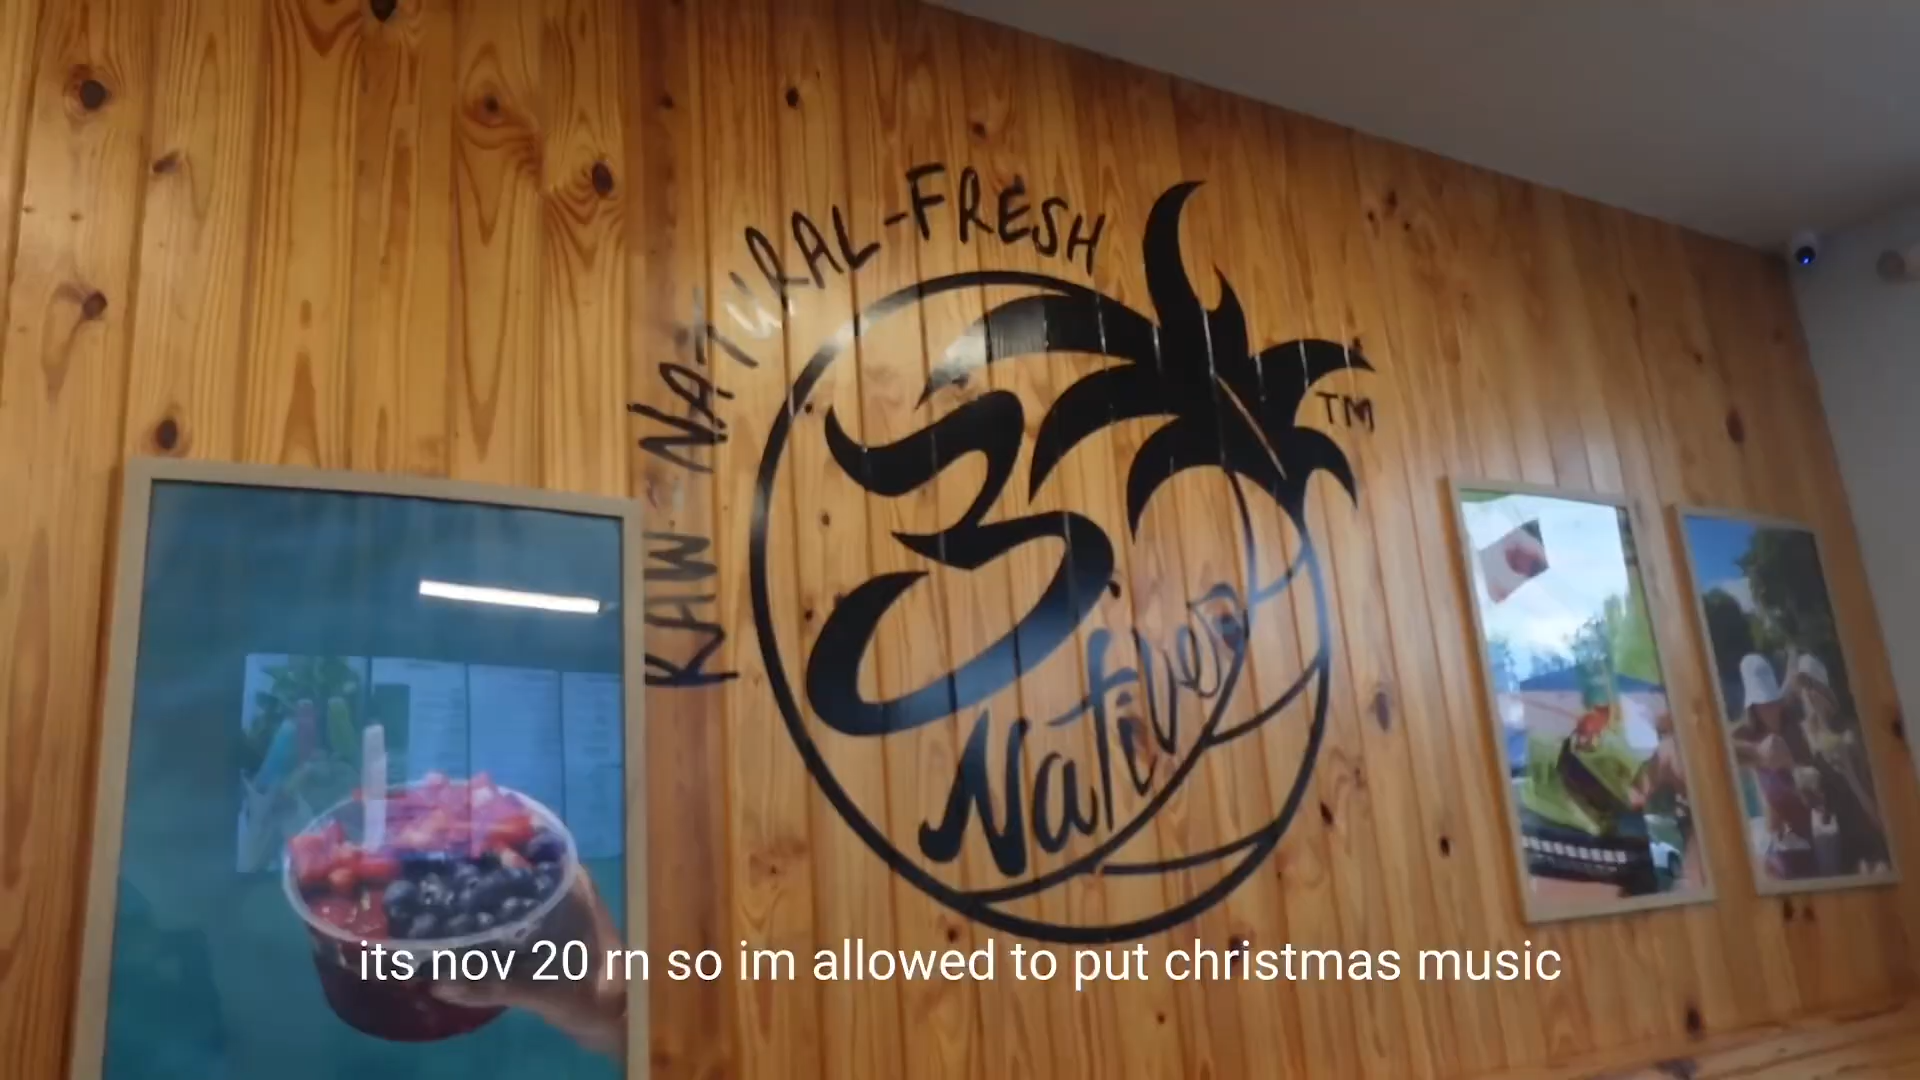 RAW-NATURAL-FRESH
3
Natives
TM
its nov 20 rn so im allowed to put christmas music